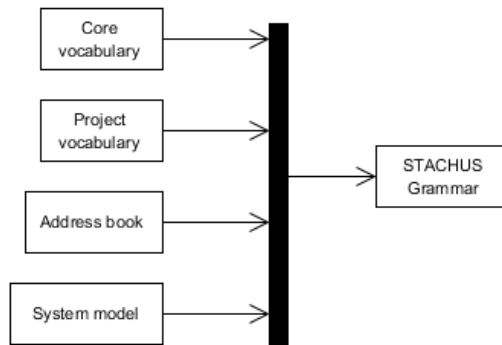 Core
vocabulary
Project
vocabulary
Address book
System model
STACHUS
Grammar